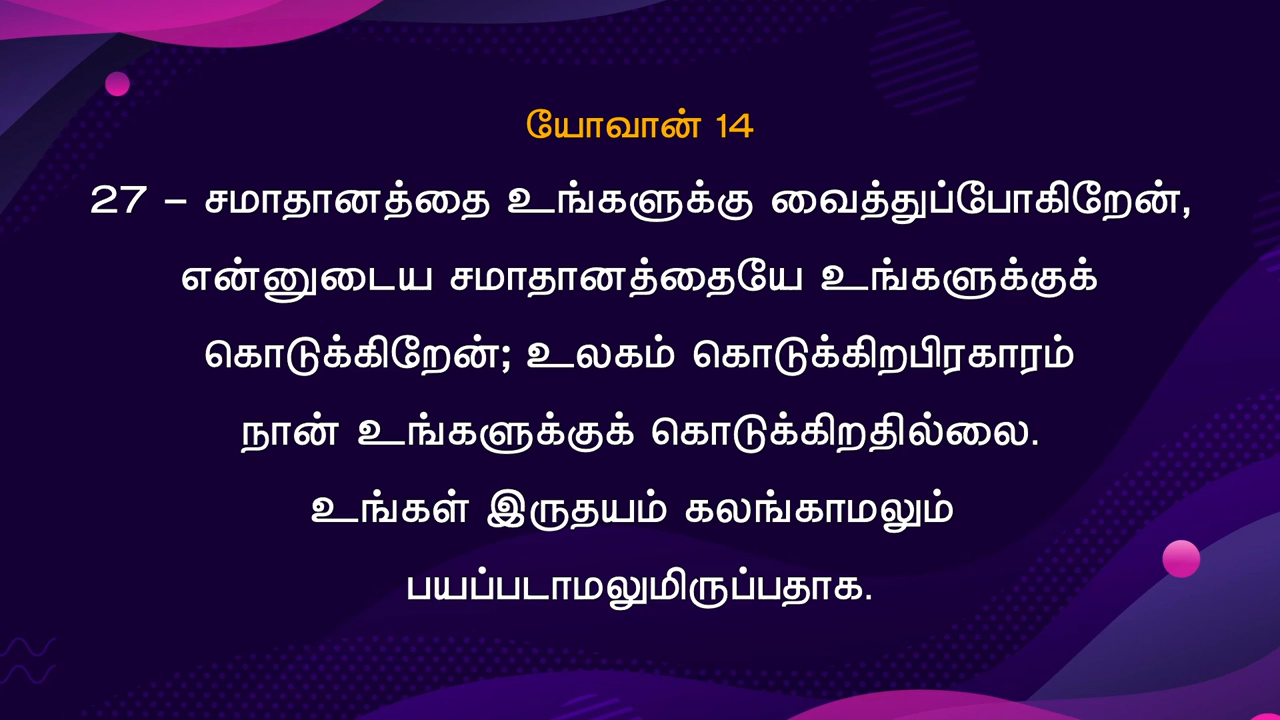 யோவான் 14
27 – சமாதானத்தை உங்களுக்கு வைத்துப்போகிறேன்,
என்னுடைய சமாதானத்தையே உங்களுக்குக்
கொடுக்கிறேன்; உலகம் கொடுக்கிறபிரகாரம்
நான் உங்களுக்குக் கொடுக்கிறதில்லை.
உங்கள் இருதயம் கலங்காமலும்
பயப்படாமலுமிருப்பதாக.